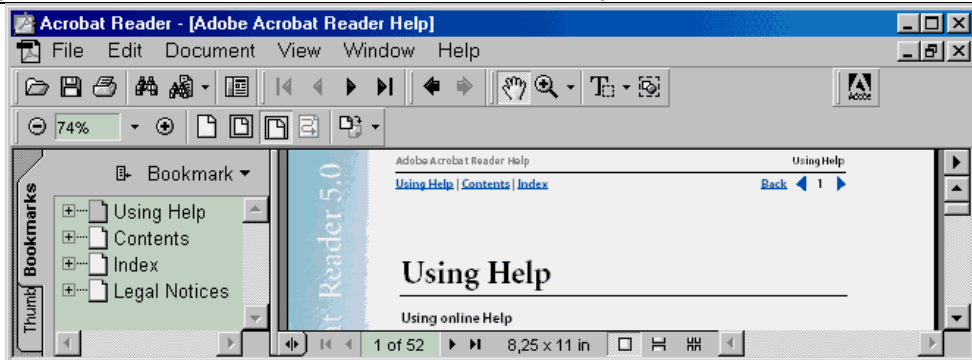 Acrobat Reader - [Adobe Acrobat Reader Help]
File Edit Document View Window Help
Adobe
74%
Bookmark
Bookmarks
Thumb
Using Help
Contents
Index
Legal Notices
at Reader 5.0
Adobe Acrobat Reader Help Using Help
Using Help | Contents | Index Back 1
Using Help
Using online Help
1 of 52 8,25 x 11 in